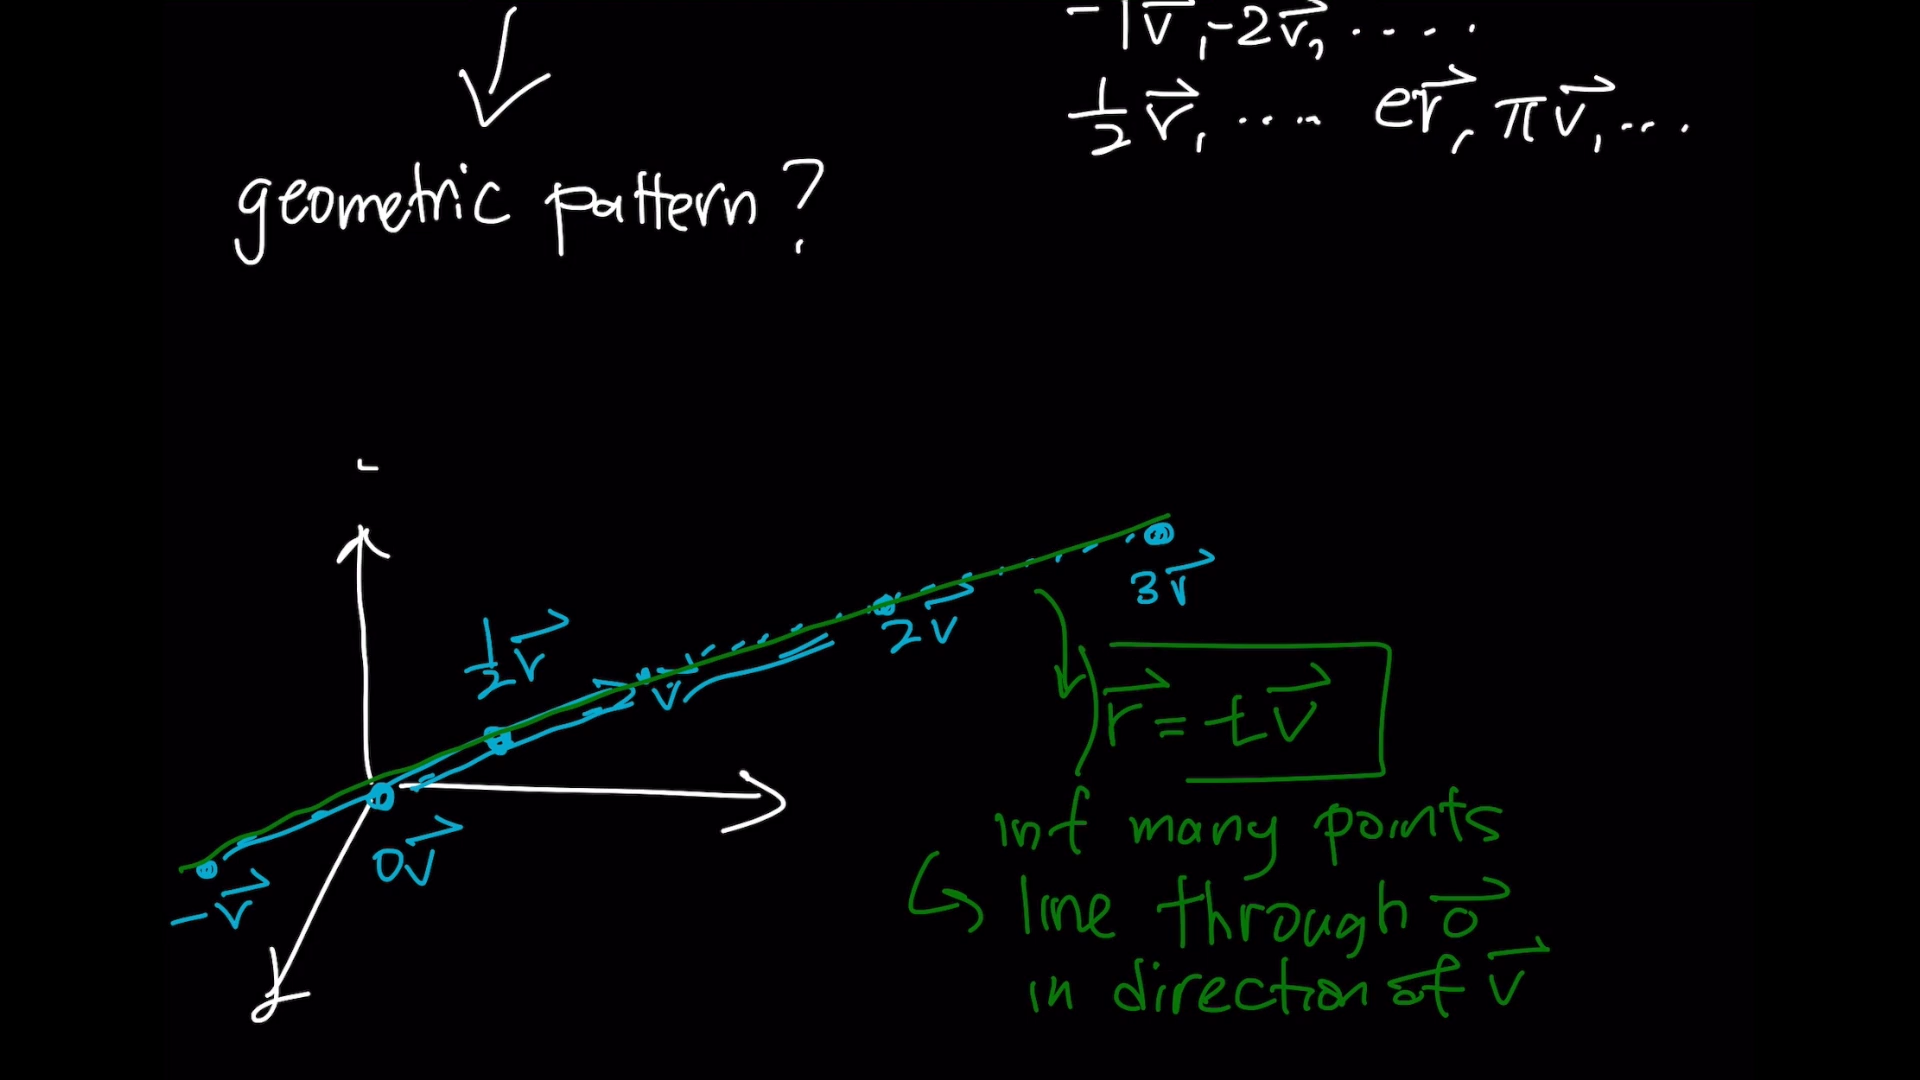 -1v⃗, -2v⃗, ....
½v⃗, .... ev⃗, πv⃗, ...
geometric pattern?
3v⃗
½v⃗
2v⃗
v⃗
r⃗ = tv⃗
0v⃗
-v⃗
inf many points
↳ line through 0⃗
in direction of v⃗